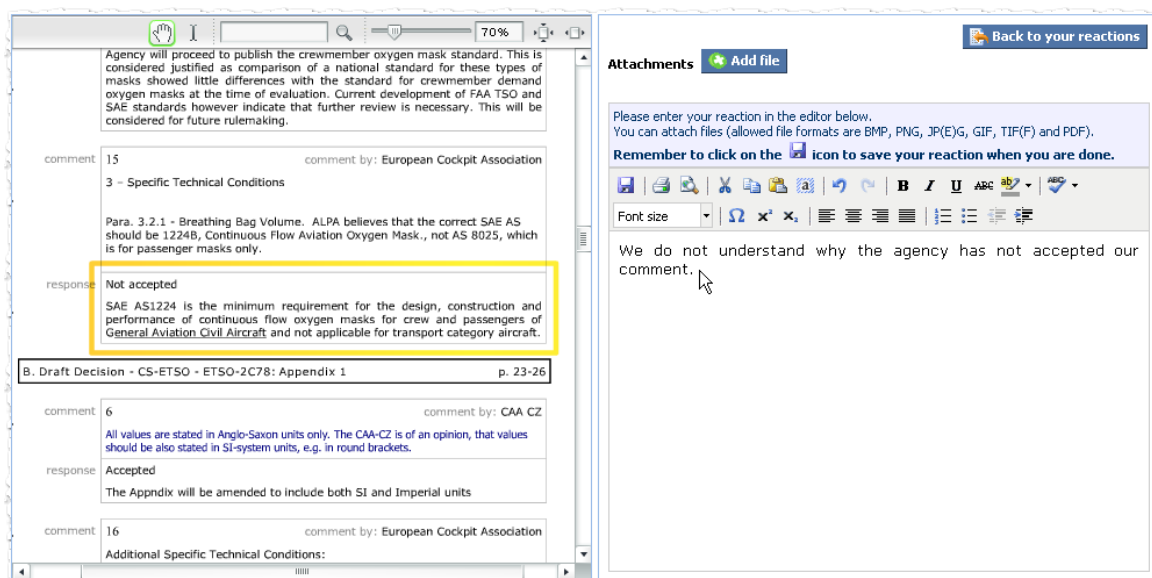 70%
Agency will proceed to publish the crewmember oxygen mask standard. This is
considered justified as comparison of a national standard for these types of
masks showed little differences with the standard for crewmember demand
oxygen masks at the time of evaluation. Current development of FAA TSO and
SAE standards however indicate that further review is necessary. This will be
considered for future rulemaking.
comment 15 comment by: European Cockpit Association
3 – Specific Technical Conditions
Para. 3.2.1 - Breathing Bag Volume. ALPA believes that the correct SAE AS
should be 1224B, Continuous Flow Aviation Oxygen Mask., not AS 8025, which
is for passenger masks only.
response Not accepted
SAE AS1224 is the minimum requirement for the design, construction and
performance of continuous flow oxygen masks for crew and passengers of
General Aviation Civil Aircraft and not applicable for transport category aircraft.
B. Draft Decision - CS-ETSO - ETSO-2C78: Appendix 1 p. 23-26
comment 6 comment by: CAA CZ
All values are stated in Anglo-Saxon units only. The CAA-CZ is of an opinion, that values
should be also stated in SI-system units, e.g. in round brackets.
response Accepted
The Appndix will be amended to include both SI and Imperial units
comment 16 comment by: European Cockpit Association
Additional Specific Technical Conditions:
Back to your reactions
Attachments Add file
Please enter your reaction in the editor below.
You can attach files (allowed file formats are BMP, PNG, JP(E)G, GIF, TIF(F) and PDF).
Remember to click on the icon to save your reaction when you are done.
B I U ABC ab ABC
Font size Ω x² x₂
We do not understand why the agency has not accepted our
comment.